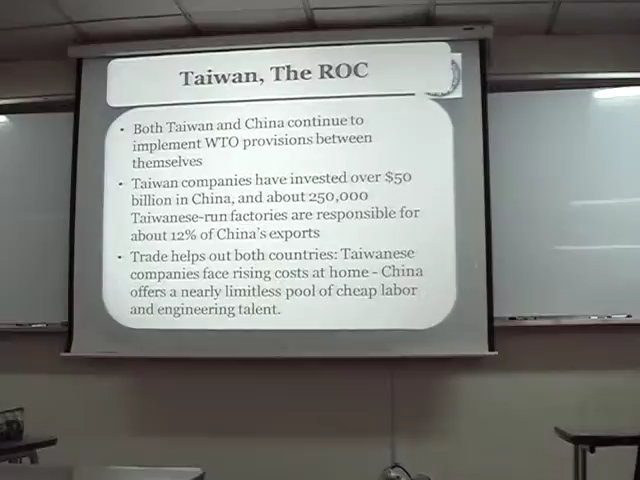 Taiwan, The ROC
• Both Taiwan and China continue to
implement WTO provisions between
themselves
• Taiwan companies have invested over $50
billion in China, and about 250,000
Taiwanese-run factories are responsible for
about 12% of China's exports
• Trade helps out both countries: Taiwanese
companies face rising costs at home - China
offers a nearly limitless pool of cheap labor
and engineering talent.